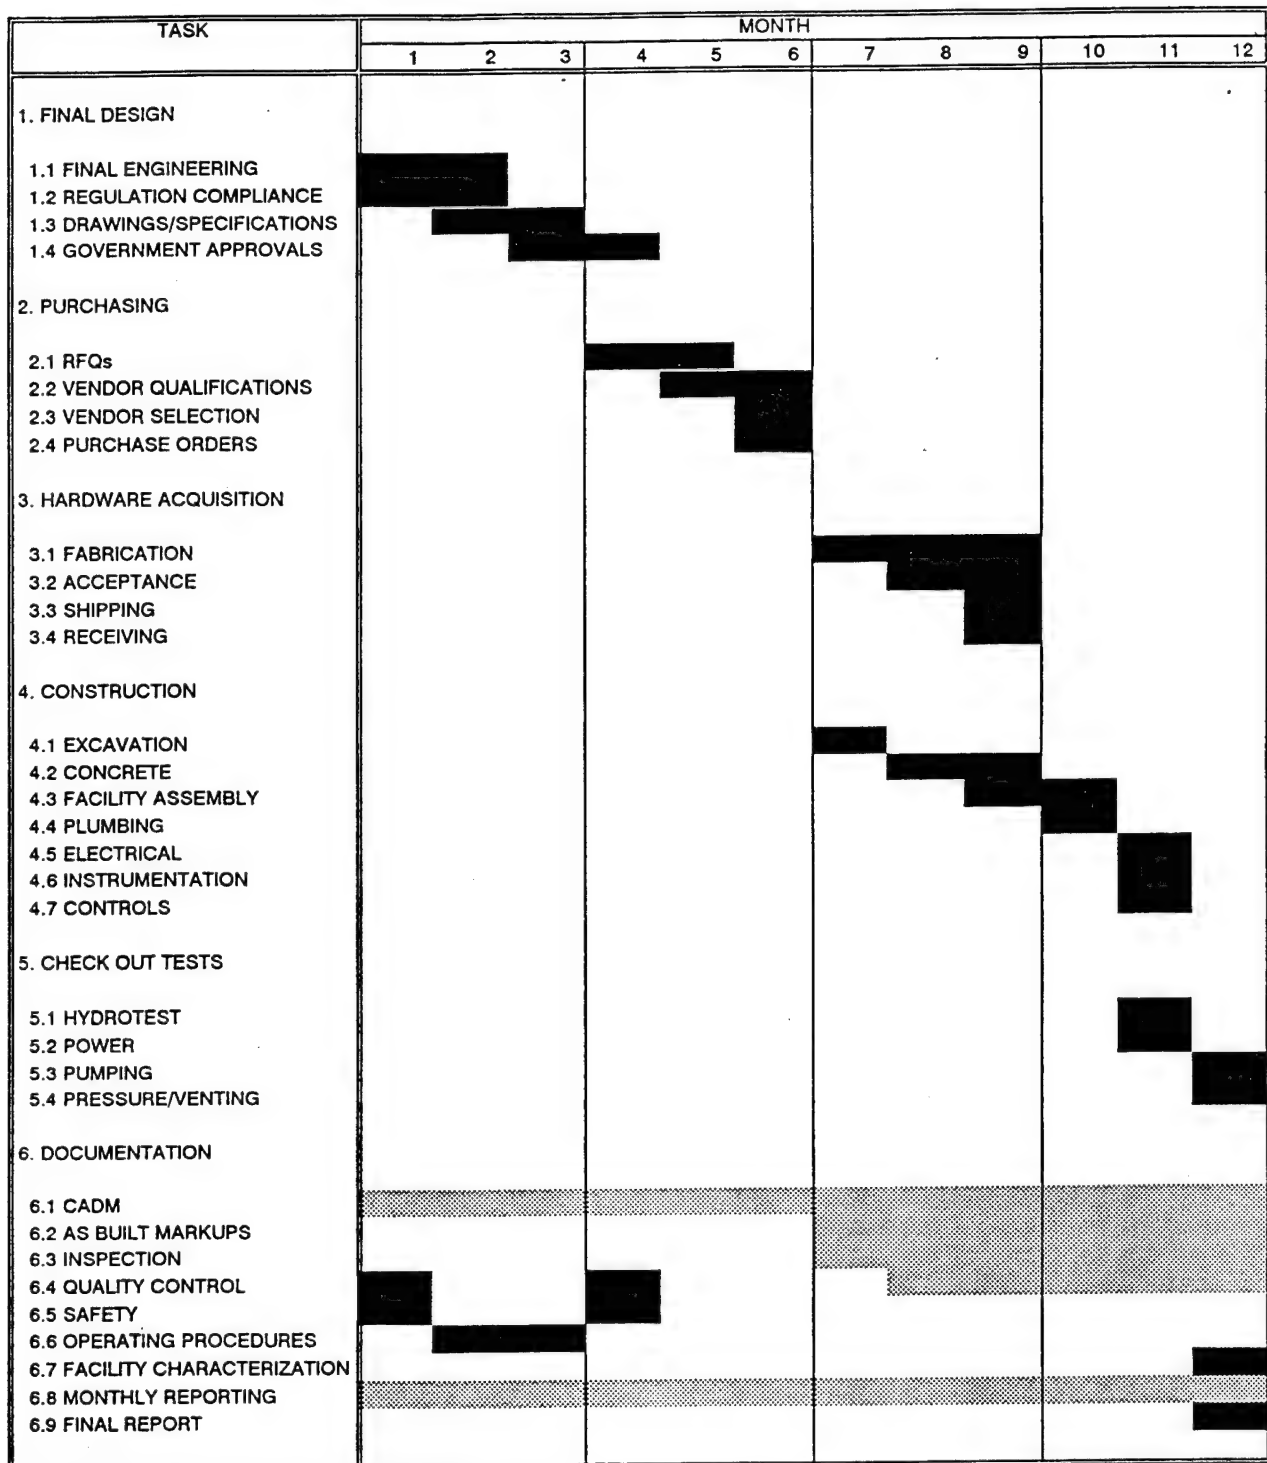 TASK
MONTH
1 2 3 4 5 6 7 8 9 10 11 12
1. FINAL DESIGN
1.1 FINAL ENGINEERING
1.2 REGULATION COMPLIANCE
1.3 DRAWINGS/SPECIFICATIONS
1.4 GOVERNMENT APPROVALS
2. PURCHASING
2.1 RFQs
2.2 VENDOR QUALIFICATIONS
2.3 VENDOR SELECTION
2.4 PURCHASE ORDERS
3. HARDWARE ACQUISITION
3.1 FABRICATION
3.2 ACCEPTANCE
3.3 SHIPPING
3.4 RECEIVING
4. CONSTRUCTION
4.1 EXCAVATION
4.2 CONCRETE
4.3 FACILITY ASSEMBLY
4.4 PLUMBING
4.5 ELECTRICAL
4.6 INSTRUMENTATION
4.7 CONTROLS
5. CHECK OUT TESTS
5.1 HYDROTEST
5.2 POWER
5.3 PUMPING
5.4 PRESSURE/VENTING
6. DOCUMENTATION
6.1 CADM
6.2 AS BUILT MARKUPS
6.3 INSPECTION
6.4 QUALITY CONTROL
6.5 SAFETY
6.6 OPERATING PROCEDURES
6.7 FACILITY CHARACTERIZATION
6.8 MONTHLY REPORTING
6.9 FINAL REPORT